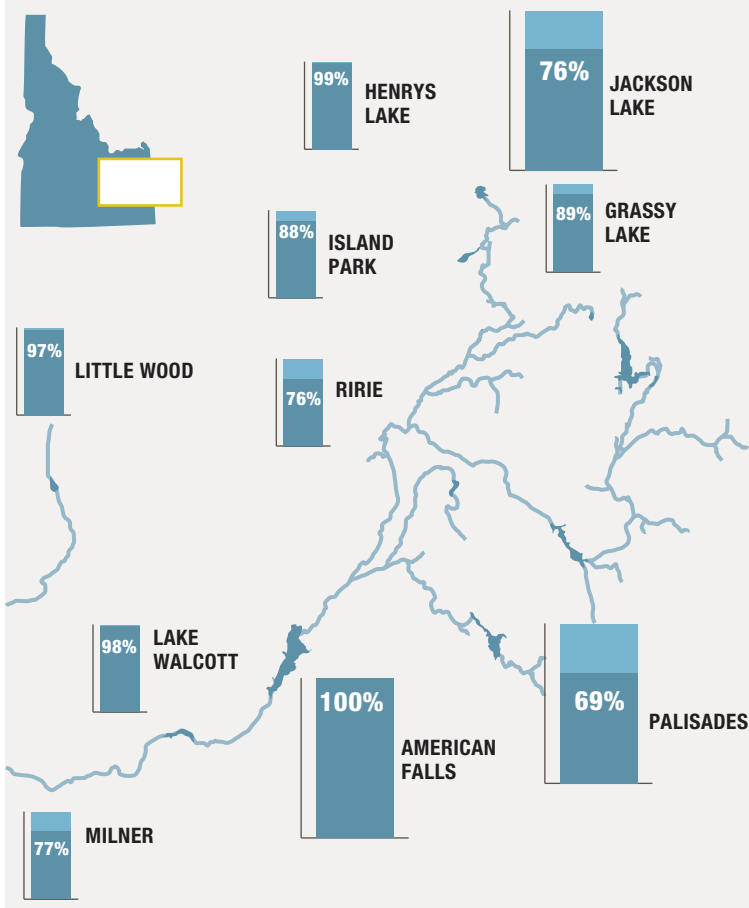 99%
HENRYS
LAKE
76%
JACKSON
LAKE
88%
ISLAND
PARK
89%
GRASSY
LAKE
97%
LITTLE WOOD
76%
RIRIE
98%
LAKE
WALCOTT
100%
AMERICAN
FALLS
69%
PALISADES
77%
MILNER